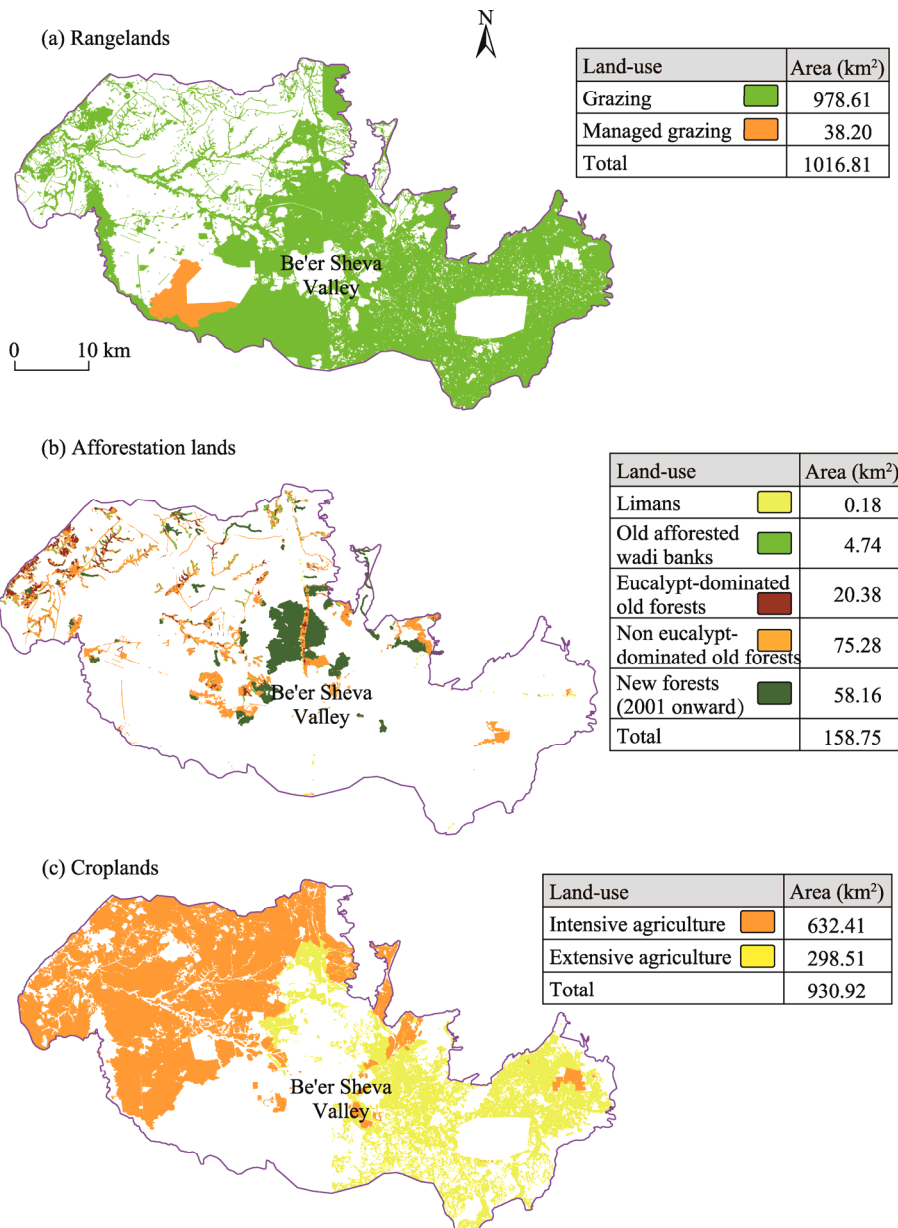 N
(a) Rangelands
Land-use Area (km²)
Grazing 978.61
Managed grazing 38.20
Total 1016.81
Be'er Sheva
Valley
0 10 km
(b) Afforestation lands
Land-use Area (km²)
Limans 0.18
Old afforested
wadi banks 4.74
Eucalypt-dominated
old forests 20.38
Non eucalypt-
dominated old forests 75.28
New forests
(2001 onward) 58.16
Total 158.75
Be'er Sheva
Valley
(c) Croplands
Land-use Area (km²)
Intensive agriculture 632.41
Extensive agriculture 298.51
Total 930.92
Be'er Sheva
Valley